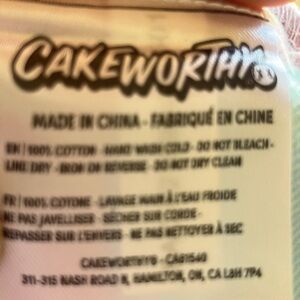 CAKEWORTHY
MADE IN CHINA - FABRIQUÉ EN CHINE
EN | 100% COTTON - HAND WASH COLD - DO NOT BLEACH -
LINE DRY - IRON ON REVERSE - DO NOT DRY CLEAN
FR | 100% COTONE - LAVAGE MAIN À L'EAU FROIDE
NE PAS JAVELLISER - SÉCHER SUR CORDE -
REPASSER SUR L'ENVERS - NE PAS NETTOYER À SEC
CAKEWORTHY® - CA61540
311-315 NASH ROAD N, HAMILTON, ON, CA L8H 7P4